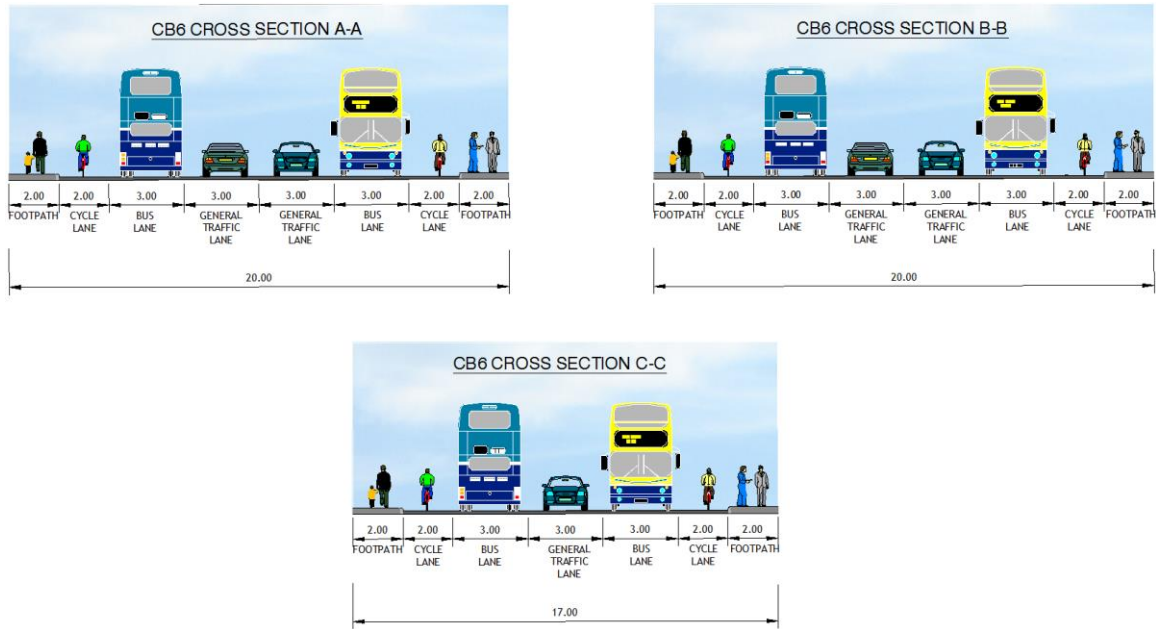 CB6 CROSS SECTION A-A
2.00 2.00 3.00 3.00 3.00 3.00 2.00 2.00
FOOTPATH CYCLE BUS GENERAL GENERAL BUS CYCLE FOOTPATH
LANE LANE TRAFFIC TRAFFIC LANE LANE
LANE LANE
20.00
CB6 CROSS SECTION B-B
2.00 2.00 3.00 3.00 3.00 3.00 2.00 2.00
FOOTPATH CYCLE BUS GENERAL GENERAL BUS CYCLE FOOTPATH
LANE LANE TRAFFIC TRAFFIC LANE LANE
LANE LANE
20.00
CB6 CROSS SECTION C-C
2.00 2.00 3.00 3.00 3.00 2.00 2.00
FOOTPATH CYCLE BUS GENERAL BUS CYCLE FOOTPATH
LANE LANE TRAFFIC LANE LANE
LANE
17.00